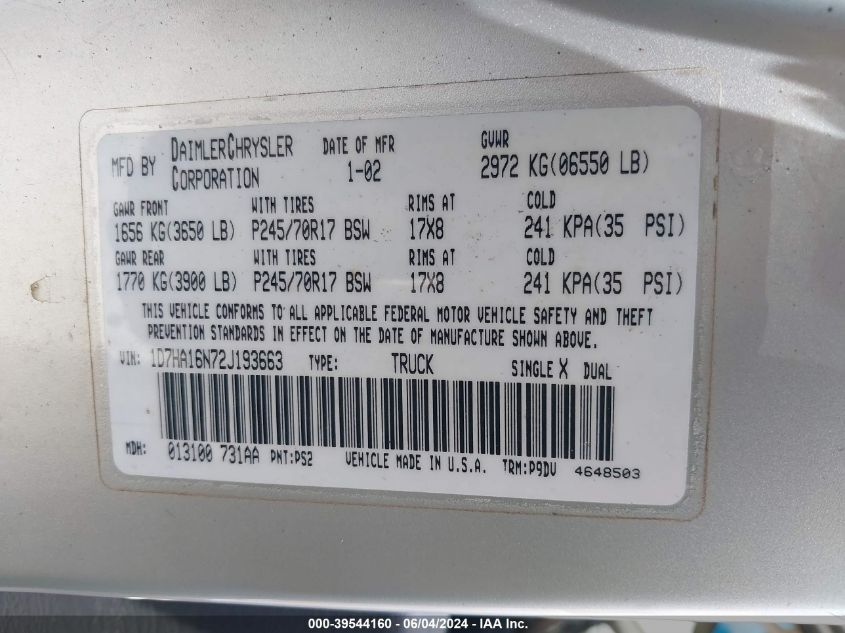 MFD BY DAIMLERCHRYSLER CORPORATION DATE OF MFR 1-02 GVWR 2972 KG(06550 LB)
GAWR FRONT WITH TIRES RIMS AT COLD
1656 KG(3650 LB) P245/70R17 BSW 17X8 241 KPA(35 PSI)
GAWR REAR WITH TIRES RIMS AT COLD
1770 KG(3900 LB) P245/70R17 BSW 17X8 241 KPA(35 PSI)
THIS VEHICLE CONFORMS TO ALL APPLICABLE FEDERAL MOTOR VEHICLE SAFETY AND THEFT
PREVENTION STANDARDS IN EFFECT ON THE DATE OF MANUFACTURE SHOWN ABOVE.
VIN: 1D7HA16N72J193663 TYPE: TRUCK SINGLE X DUAL
MDH: 013100 731AA PNT:PS2 VEHICLE MADE IN U.S.A. TRM:P9DV 4648503
000-39544160 - 06/04/2024 - IAA Inc.